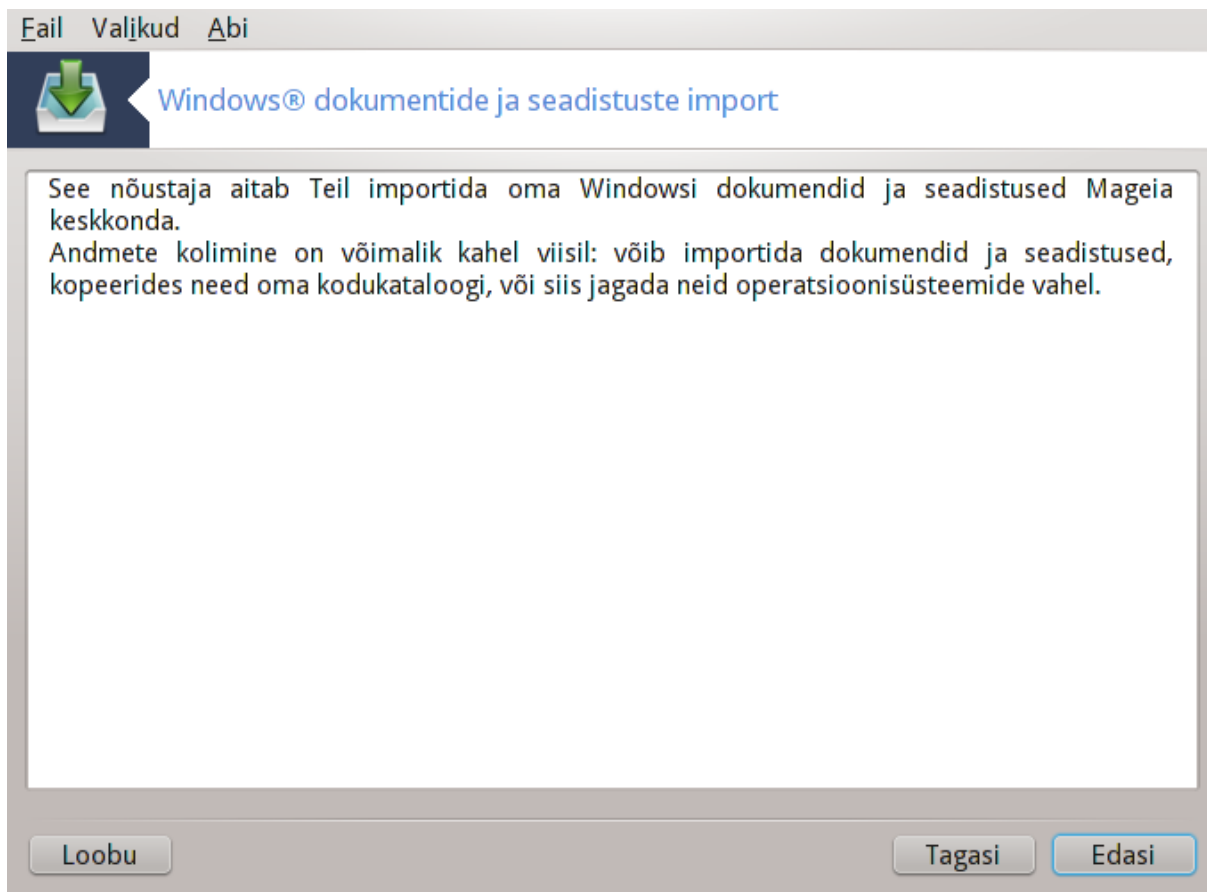 Fail Valikud Abi
Windows® dokumentide ja seadistuste import
See nõustaja aitab Teil importida oma Windowsi dokumendid ja seadistused Mageia
keskkonda.
Andmete kolimine on võimalik kahel viisil: võib importida dokumendid ja seadistused,
kopeerides need oma kodukataloogi, või siis jagada neid operatsioonisüsteemide vahel.
Loobu Tagasi Edasi